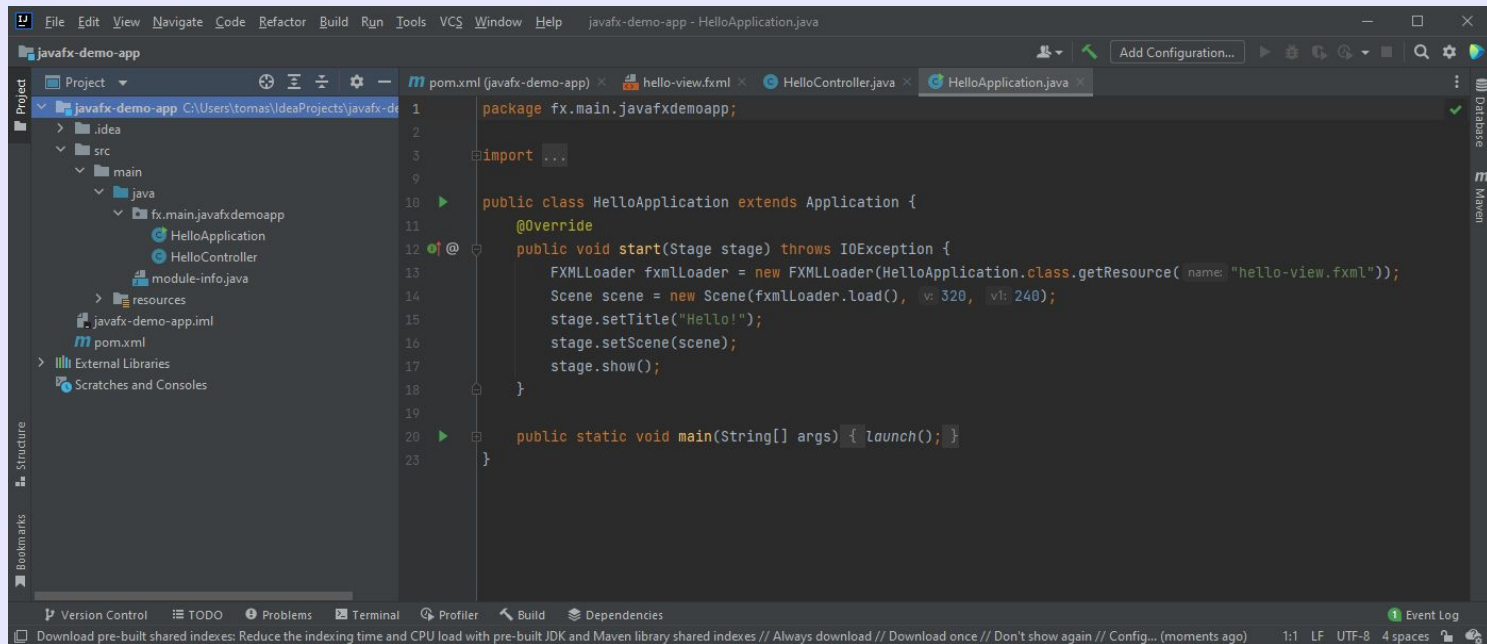 File Edit View Navigate Code Refactor Build Run Tools VCS Window Help javafx-demo-app - HelloApplication.java
javafx-demo-app Add Configuration...
Project
Project
pom.xml (javafx-demo-app) hello-view.fxml HelloController.java HelloApplication.java
javafx-demo-app C:\Users\tomas\IdeaProjects\javafx-de
.idea
src
main
java
fx.main.javafxdemoapp
HelloApplication
HelloController
module-info.java
resources
javafx-demo-app.iml
pom.xml
External Libraries
Scratches and Consoles
1 package fx.main.javafxdemoapp;
2
3 import ...
9
10 public class HelloApplication extends Application {
11 @Override
12 @ public void start(Stage stage) throws IOException {
13 FXMLLoader fxmlLoader = new FXMLLoader(HelloApplication.class.getResource( name: "hello-view.fxml"));
14 Scene scene = new Scene(fxmlLoader.load(), v: 320, v1: 240);
15 stage.setTitle("Hello!");
16 stage.setScene(scene);
17 stage.show();
18 }
19
20 public static void main(String[] args) { launch(); }
23 }
Database
Maven
Structure
Bookmarks
Version Control TODO Problems Terminal Profiler Build Dependencies 1 Event Log
Download pre-built shared indexes: Reduce the indexing time and CPU load with pre-built JDK and Maven library shared indexes // Always download // Download once // Don't show again // Config... (moments ago) 1:1 LF UTF-8 4 spaces